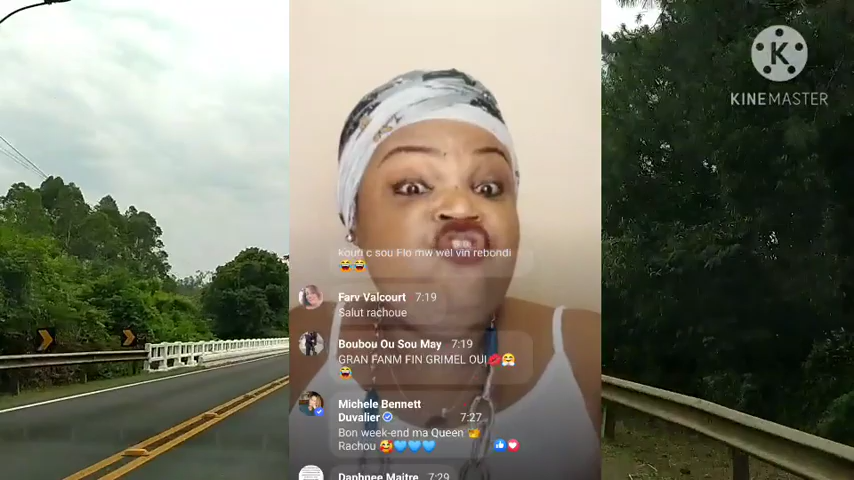 KINEMASTER
koufi c sou Flo mw wel vin rebondi
😂😂
Farv Valcourt 7:19
Salut rachoue
Boubou Ou Sou May 7:19
GRAN FANM FIN GRIMEL OUI💋🤗
😂
Michele Bennett
Duvalier 7:27
Bon week-end ma Queen 👑
Rachou 🥰💙💙💙
Daphnee Maitre 7:29